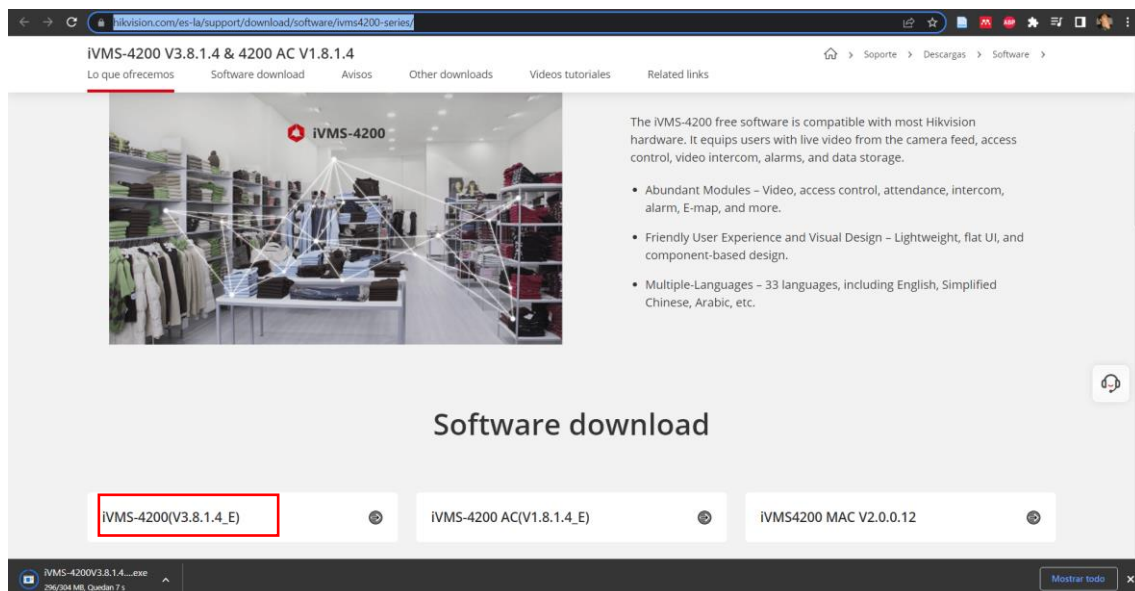 hikvision.com/es-la/support/download/software/ivms4200-series/
iVMS-4200 V3.8.1.4 & 4200 AC V1.8.1.4
Soporte > Descargas > Software >
Lo que ofrecemos Software download Avisos Other downloads Videos tutoriales Related links
iVMS-4200
The iVMS-4200 free software is compatible with most Hikvision
hardware. It equips users with live video from the camera feed, access
control, video intercom, alarms, and data storage.
• Abundant Modules – Video, access control, attendance, intercom,
alarm, E-map, and more.
• Friendly User Experience and Visual Design – Lightweight, flat UI, and
component-based design.
• Multiple-Languages – 33 languages, including English, Simplified
Chinese, Arabic, etc.
Software download
iVMS-4200(V3.8.1.4_E)
iVMS-4200 AC(V1.8.1.4_E)
iVMS4200 MAC V2.0.0.12
iVMS-4200V3.8.1.4....exe
296/304 MB, Quedan 7 s
Mostrar todo